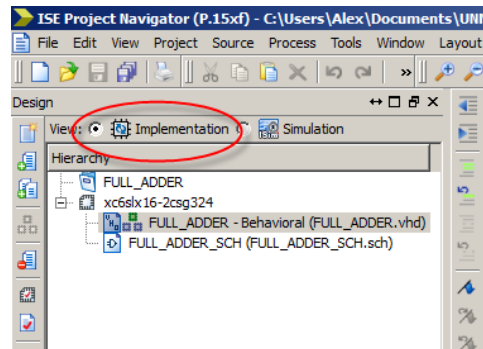 ISE Project Navigator (P.15xf) - C:\Users\Alex\Documents\UNM
File Edit View Project Source Process Tools Window Layout
Design
View: Implementation Simulation
Hierarchy
FULL_ADDER
xc6slx16-2csg324
FULL_ADDER - Behavioral (FULL_ADDER.vhd)
FULL_ADDER_SCH (FULL_ADDER_SCH.sch)